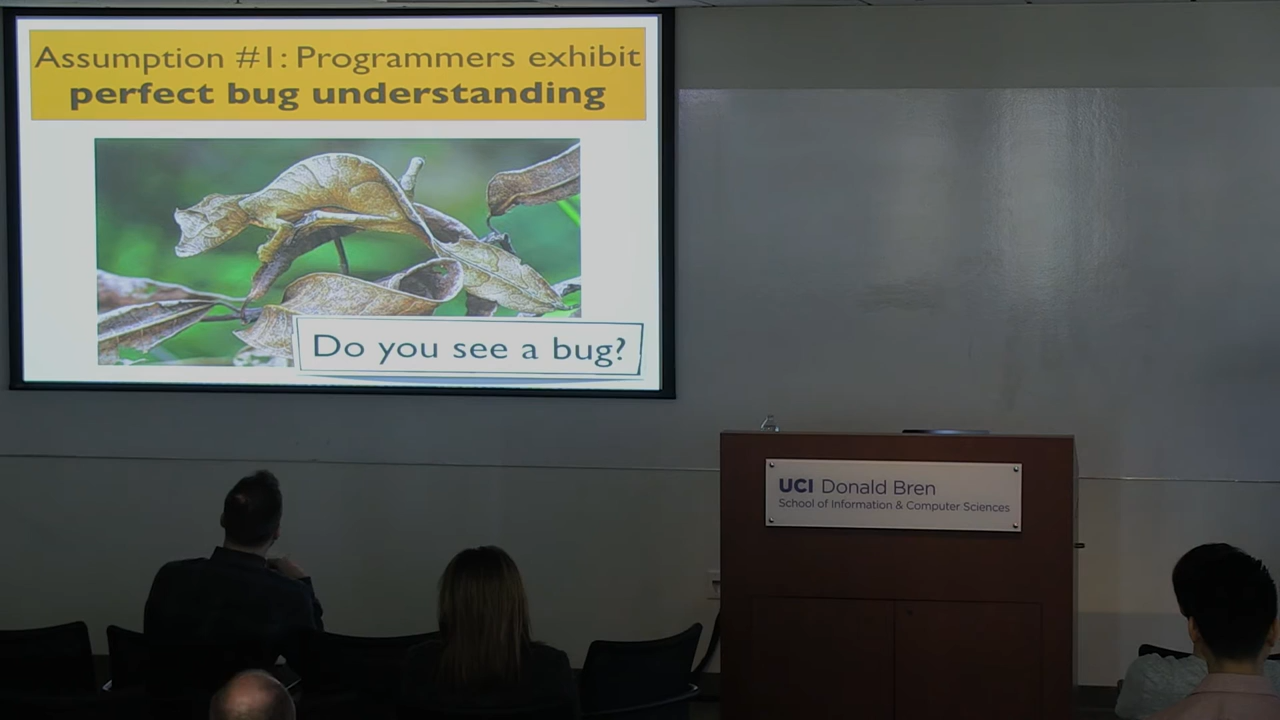 Assumption #1: Programmers exhibit
perfect bug understanding
Do you see a bug?
UCI Donald Bren
School of Information & Computer Sciences